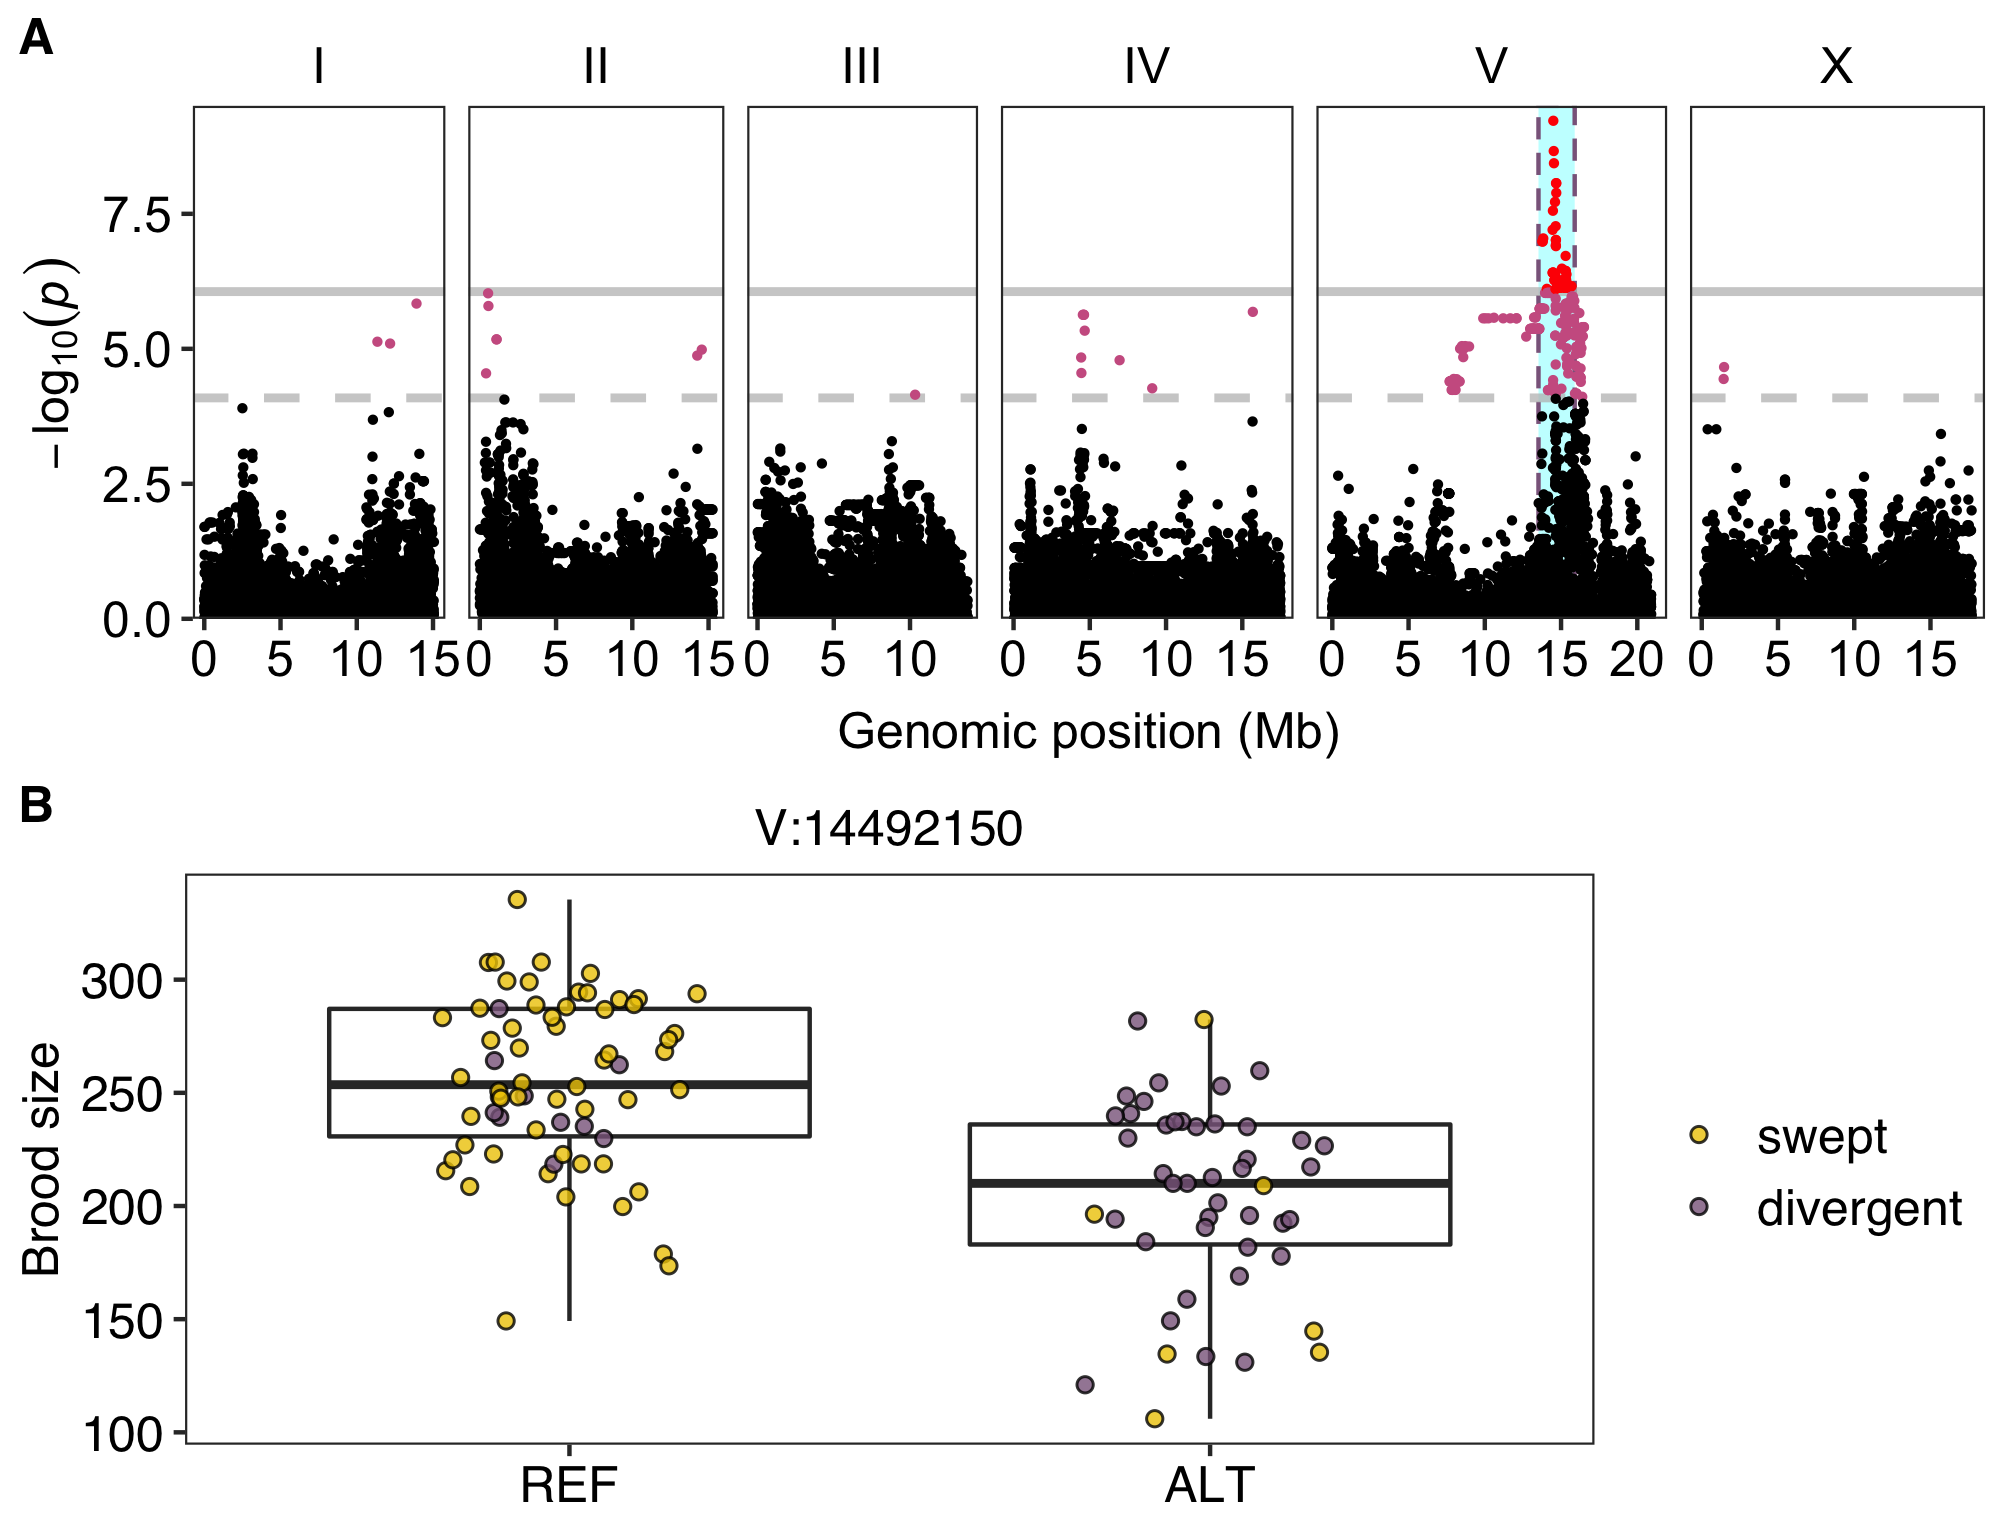 A
I II III IV V X
7.5
5.0
2.5
0.0
−log10(p)
0 5 10 15 0 5 10 15 0 5 10 0 5 10 15 0 5 10 15 20 0 5 10 15
Genomic position (Mb)
B
V:14492150
300
250
200
150
100
Brood size
swept
divergent
REF ALT